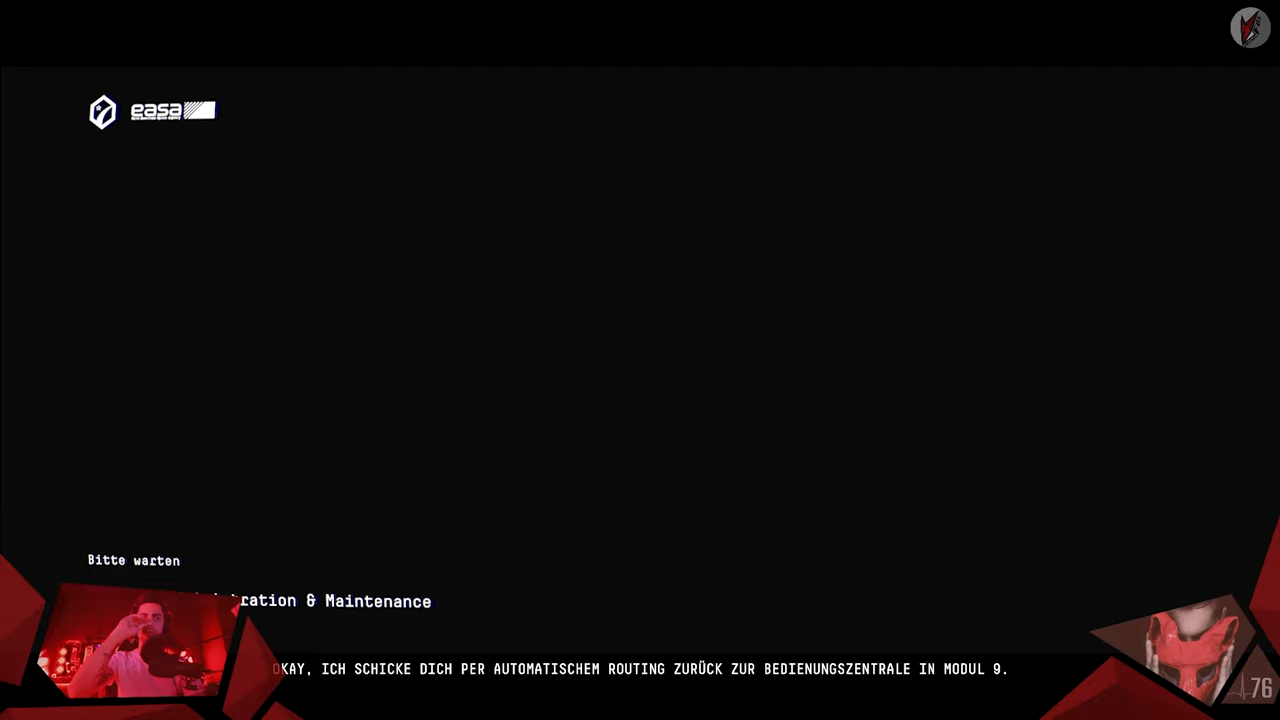 easa
Bitte warten
ration & Maintenance
OKAY, ICH SCHICKE DICH PER AUTOMATISCHEM ROUTING ZURÜCK ZUR BEDIENUNGSZENTRALE IN MODUL 9.
76